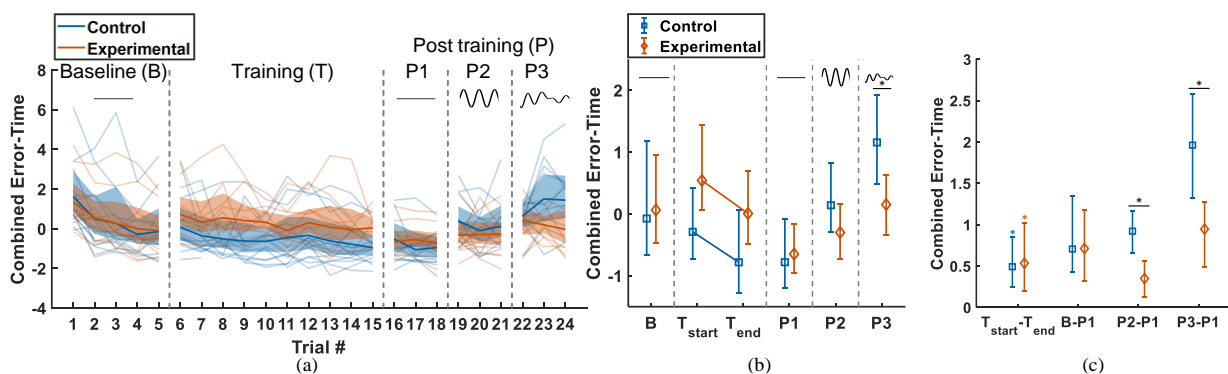 Control
Experimental
Post training (P)
Baseline (B)
Training (T)
P1
P2
P3
8
6
4
2
0
-2
-4
Combined Error-Time
1 2 3 4 5 6 7 8 9 10 11 12 13 14 15 16 17 18 19 20 21 22 23 24
Trial #
(a)
Control
Experimental
*
2
1
0
-1
Combined Error-Time
B Tstart Tend P1 P2 P3
(b)
3
2.5
2
1.5
1
0.5
0
Combined Error-Time
* * * *
Tstart-Tend B-P1 P2-P1 P3-P1
(c)